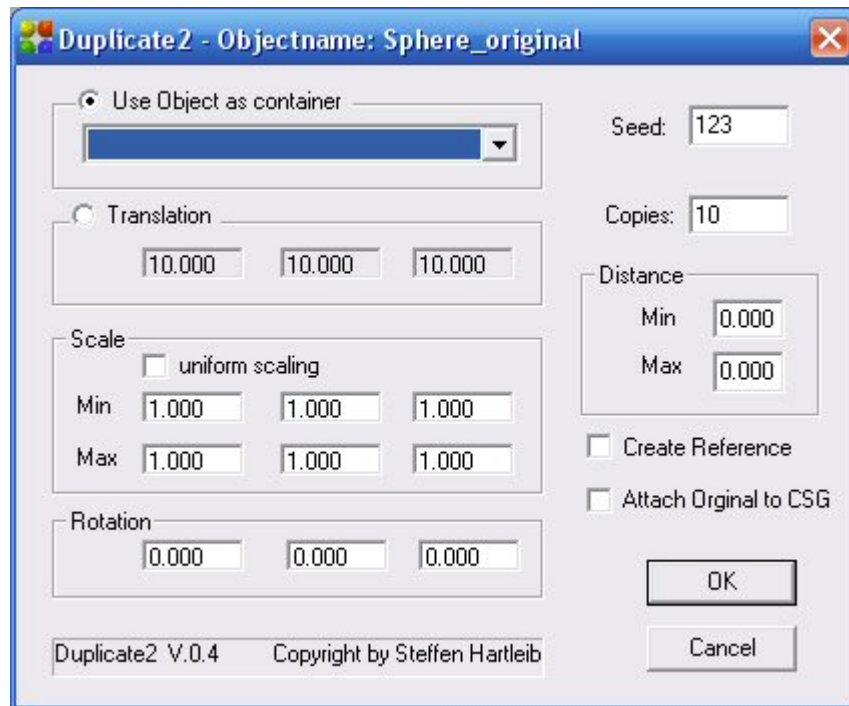 Duplicate2 - Objectname: Sphere_original
Use Object as container
Seed: 123
Translation
10.000 10.000 10.000
Copies: 10
Distance
Min 0.000
Max 0.000
Scale
uniform scaling
Min 1.000 1.000 1.000
Max 1.000 1.000 1.000
Create Reference
Attach Orginal to CSG
Rotation
0.000 0.000 0.000
OK
Cancel
Duplicate2 V.0.4 Copyright by Steffen Hartleib